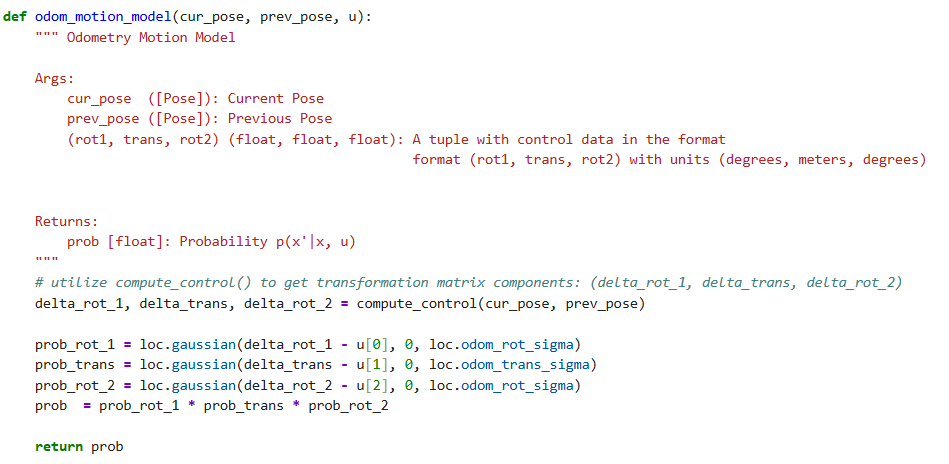 def odom_motion_model(cur_pose, prev_pose, u):
    """ Odometry Motion Model

    Args:
        cur_pose  ([Pose]): Current Pose
        prev_pose ([Pose]): Previous Pose
        (rot1, trans, rot2) (float, float, float): A tuple with control data in the format
                                                   format (rot1, trans, rot2) with units (degrees, meters, degrees)


    Returns:
        prob [float]: Probability p(x'|x, u)
    """
    # utilize compute_control() to get transformation matrix components: (delta_rot_1, delta_trans, delta_rot_2)
    delta_rot_1, delta_trans, delta_rot_2 = compute_control(cur_pose, prev_pose)

    prob_rot_1 = loc.gaussian(delta_rot_1 - u[0], 0, loc.odom_rot_sigma)
    prob_trans = loc.gaussian(delta_trans - u[1], 0, loc.odom_trans_sigma)
    prob_rot_2 = loc.gaussian(delta_rot_2 - u[2], 0, loc.odom_rot_sigma)
    prob  = prob_rot_1 * prob_trans * prob_rot_2

    return prob